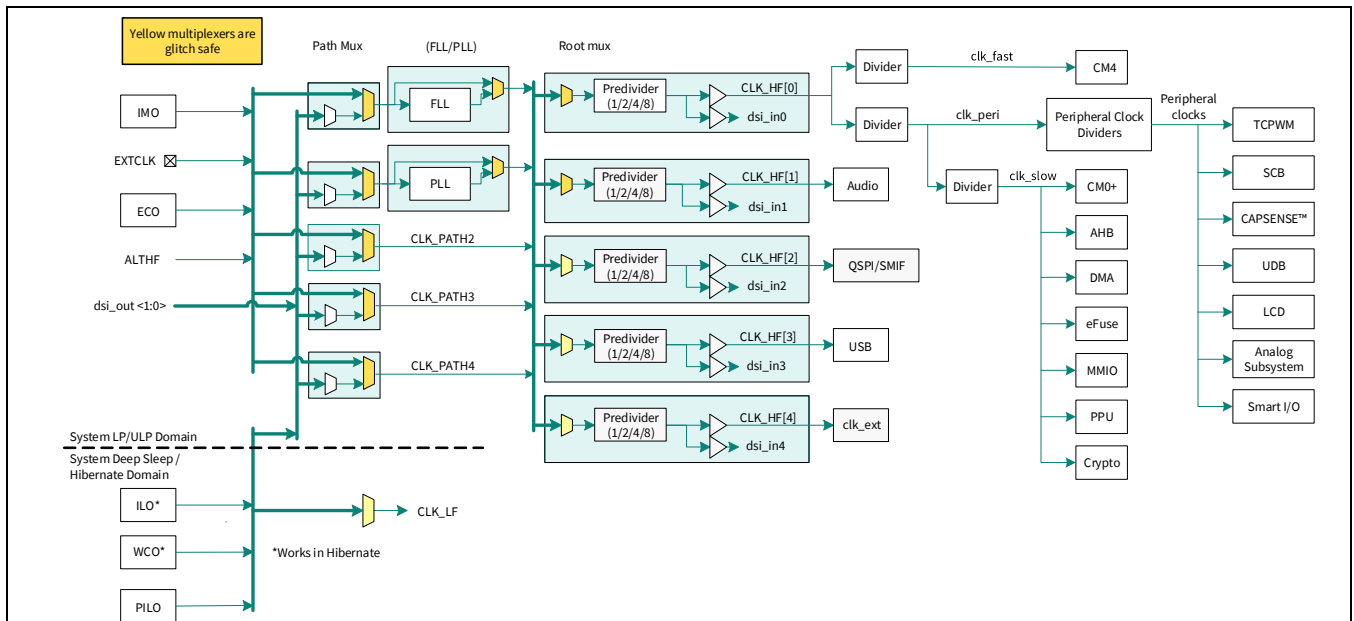 Yellow multiplexers are
glitch safe
Path Mux
(FLL/PLL)
Root mux
IMO
EXTCLK
ECO
ALTHF
dsi_out <1:0>
FLL
PLL
CLK_PATH2
CLK_PATH3
CLK_PATH4
Predivider
(1/2/4/8)
CLK_HF[0]
dsi_in0
Predivider
(1/2/4/8)
CLK_HF[1]
dsi_in1
Audio
Predivider
(1/2/4/8)
CLK_HF[2]
dsi_in2
QSPI/SMIF
Predivider
(1/2/4/8)
CLK_HF[3]
dsi_in3
USB
Predivider
(1/2/4/8)
CLK_HF[4]
dsi_in4
clk_ext
Divider
clk_fast
CM4
Divider
clk_peri
Peripheral Clock
Dividers
Peripheral
clocks
Divider
clk_slow
CM0+
AHB
DMA
eFuse
MMIO
PPU
Crypto
TCPWM
SCB
CAPSENSE™
UDB
LCD
Analog
Subsystem
Smart I/O
System LP/ULP Domain
System Deep Sleep /
Hibernate Domain
ILO*
WCO*
PILO
CLK_LF
*Works in Hibernate